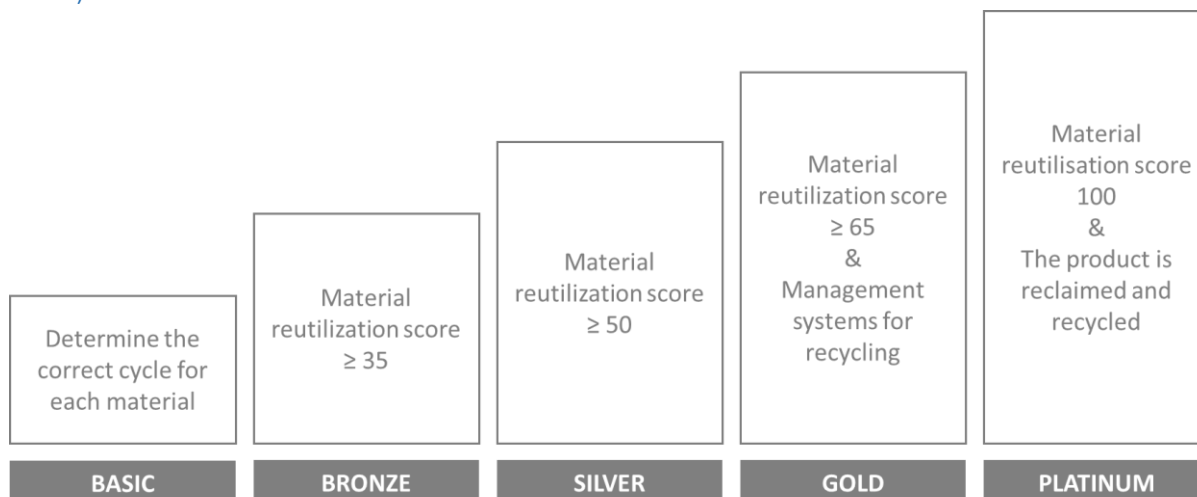 Determine the
correct cycle for
each material
BASIC
Material
reutilization score
≥ 35
BRONZE
Material
reutilization score
≥ 50
SILVER
Material
reutilization score
≥ 65
&
Management
systems for
recycling
GOLD
Material
reutilisation score
100
&
The product is
reclaimed and
recycled
PLATINUM